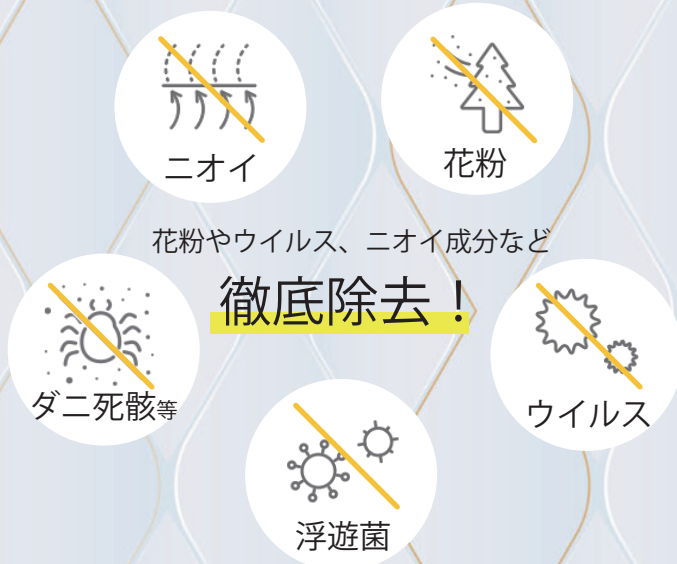 ニオイ
花粉
花粉やウイルス、ニオイ成分など
徹底除去！
ダニ死骸等
ウイルス
浮遊菌